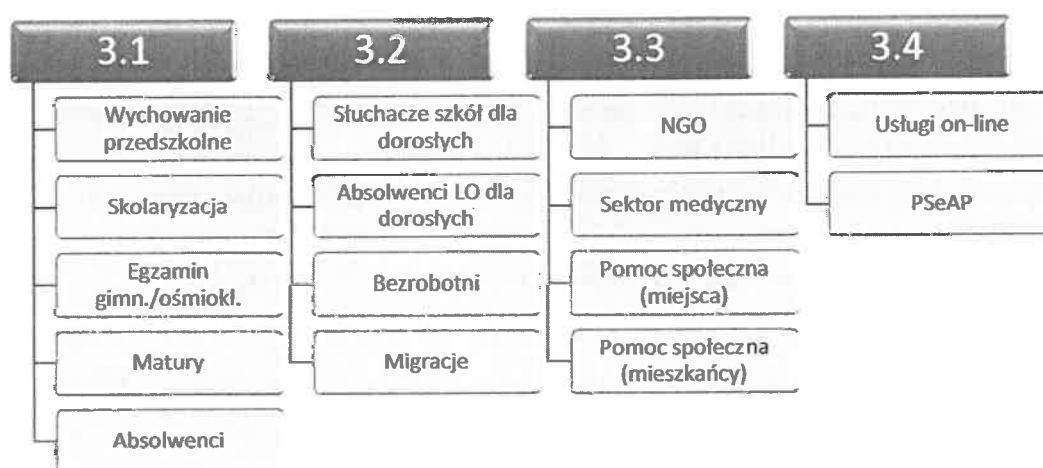 3.1
Wychowanie
przedszkolne
Skolaryzacja
Egzamin
gimn./ośmiokl.
Matury
Absolwenci
3.2
Słuchacze szkół dla
dorosłych
Absolwenci LO dla
dorosłych
Bezrobotni
Migracje
3.3
NGO
Sektor medyczny
Pomoc społeczna
(miejsca)
Pomoc społeczna
(mieszkańcy)
3.4
Usługi on-line
PSeAP